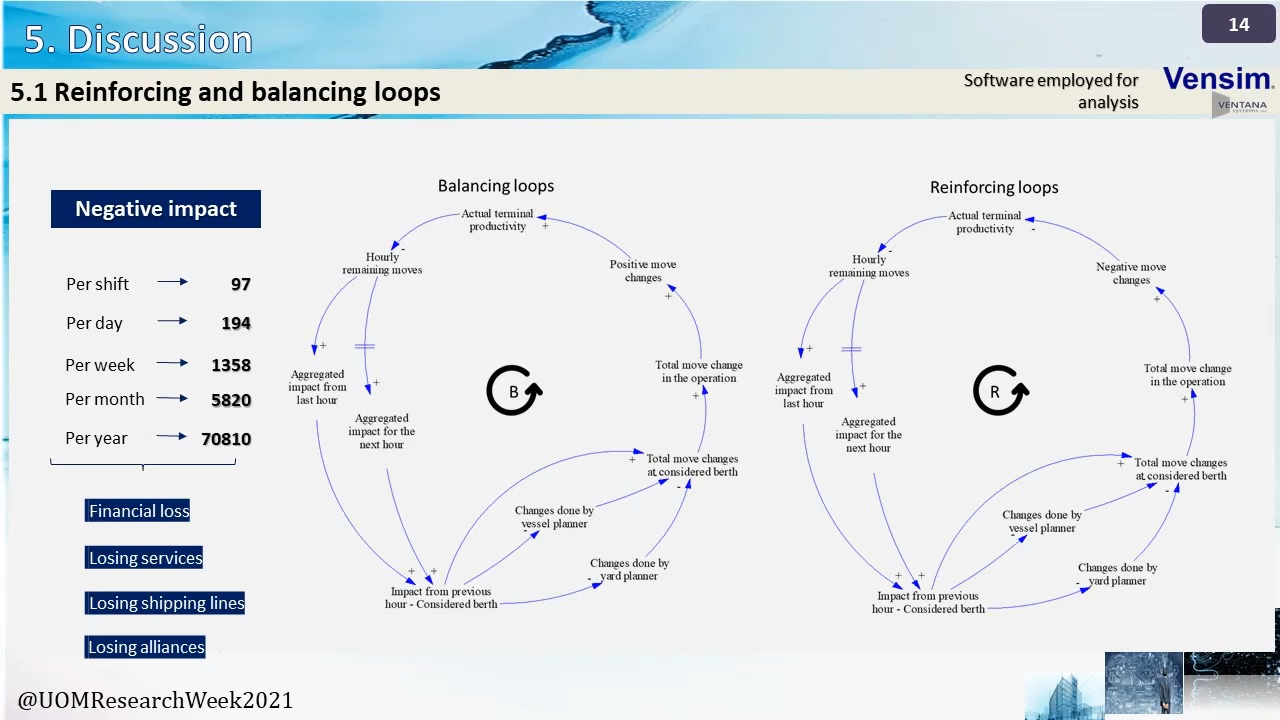 14
5. Discussion
5.1 Reinforcing and balancing loops
Software employed for
analysis
Vensim
VENTANA
systems inc
Negative impact
Per shift 97
Per day 194
Per week 1358
Per month 5820
Per year 70810
Financial loss
Losing services
Losing shipping lines
Losing alliances
Balancing loops
Actual terminal
productivity
-
+
Hourly
remaining moves
Positive move
changes
+
+
Aggregated
impact from
last hour
+
Aggregated
impact for the
next hour
B
Total move change
in the operation
+
Total move changes
at considered berth
+
-
-
Changes done by
vessel planner
-
Changes done by
yard planner
-
+
+
Impact from previous
hour - Considered berth
Reinforcing loops
Actual terminal
productivity
-
-
Hourly
remaining moves
Negative move
changes
+
+
Aggregated
impact from
last hour
+
Aggregated
impact for the
next hour
R
Total move change
in the operation
+
Total move changes
at considered berth
+
-
-
Changes done by
vessel planner
-
Changes done by
yard planner
-
+
+
Impact from previous
hour - Considered berth
@UOMResearchWeek2021